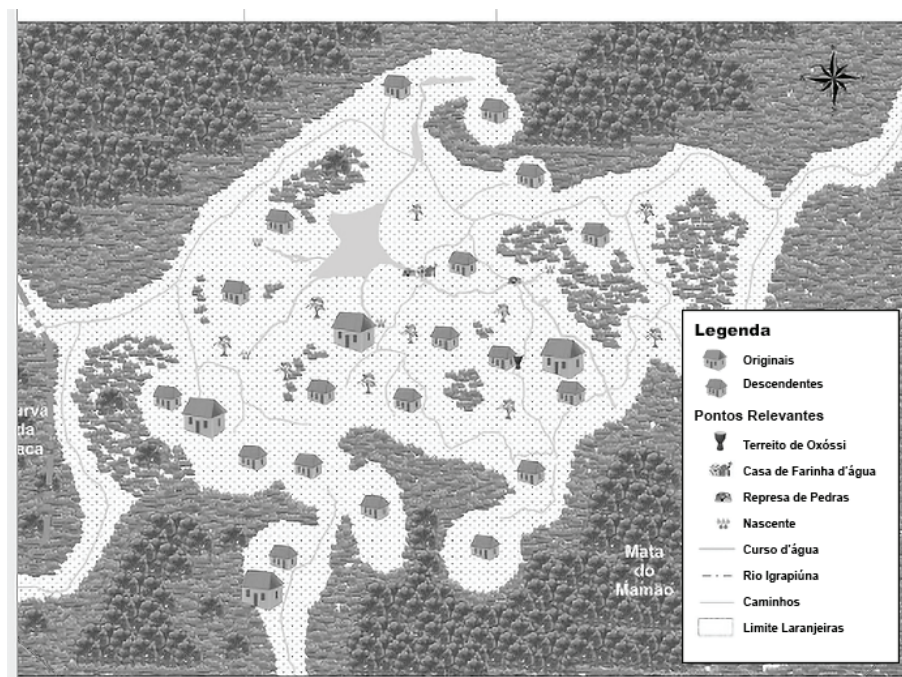 urva
da
aca
Mata
do
Mamão
Legenda
Originais
Descendentes
Pontos Relevantes
Terreito de Oxóssi
Casa de Farinha d'água
Represa de Pedras
Nascente
Curso d'água
Rio Igrapiúna
Caminhos
Limite Laranjeiras